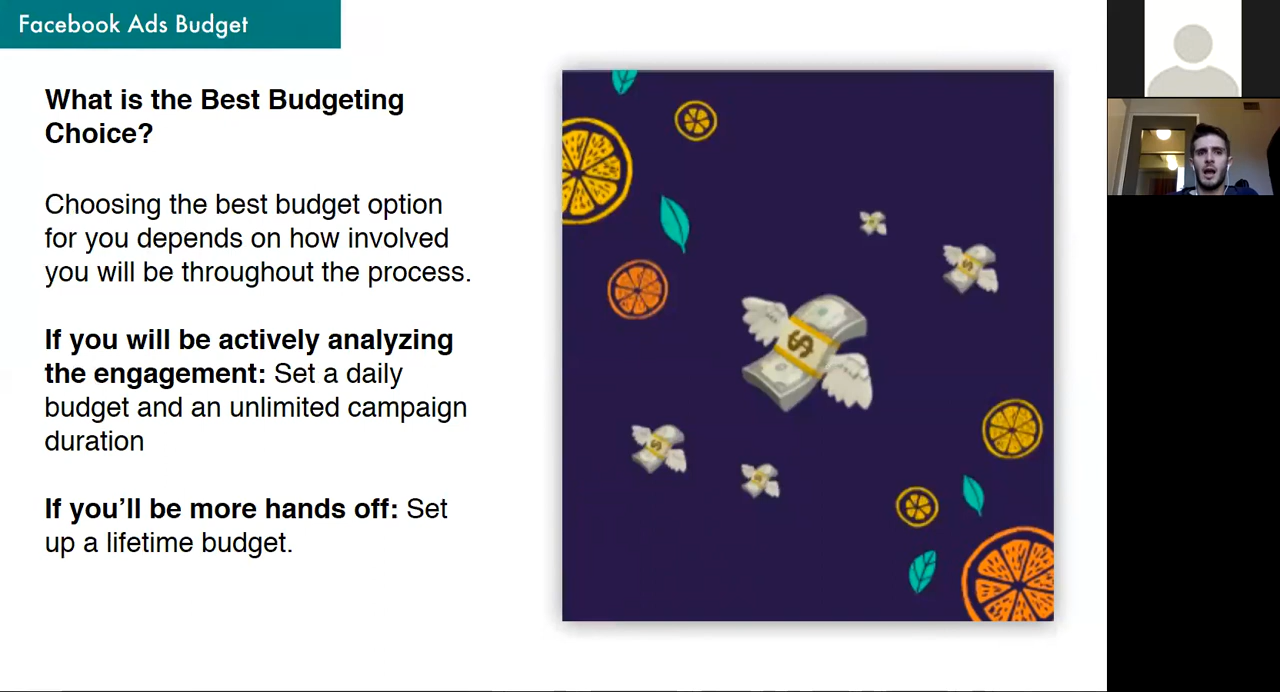 Facebook Ads Budget
What is the Best Budgeting
Choice?
Choosing the best budget option
for you depends on how involved
you will be throughout the process.
If you will be actively analyzing
the engagement: Set a daily
budget and an unlimited campaign
duration
If you’ll be more hands off: Set
up a lifetime budget.